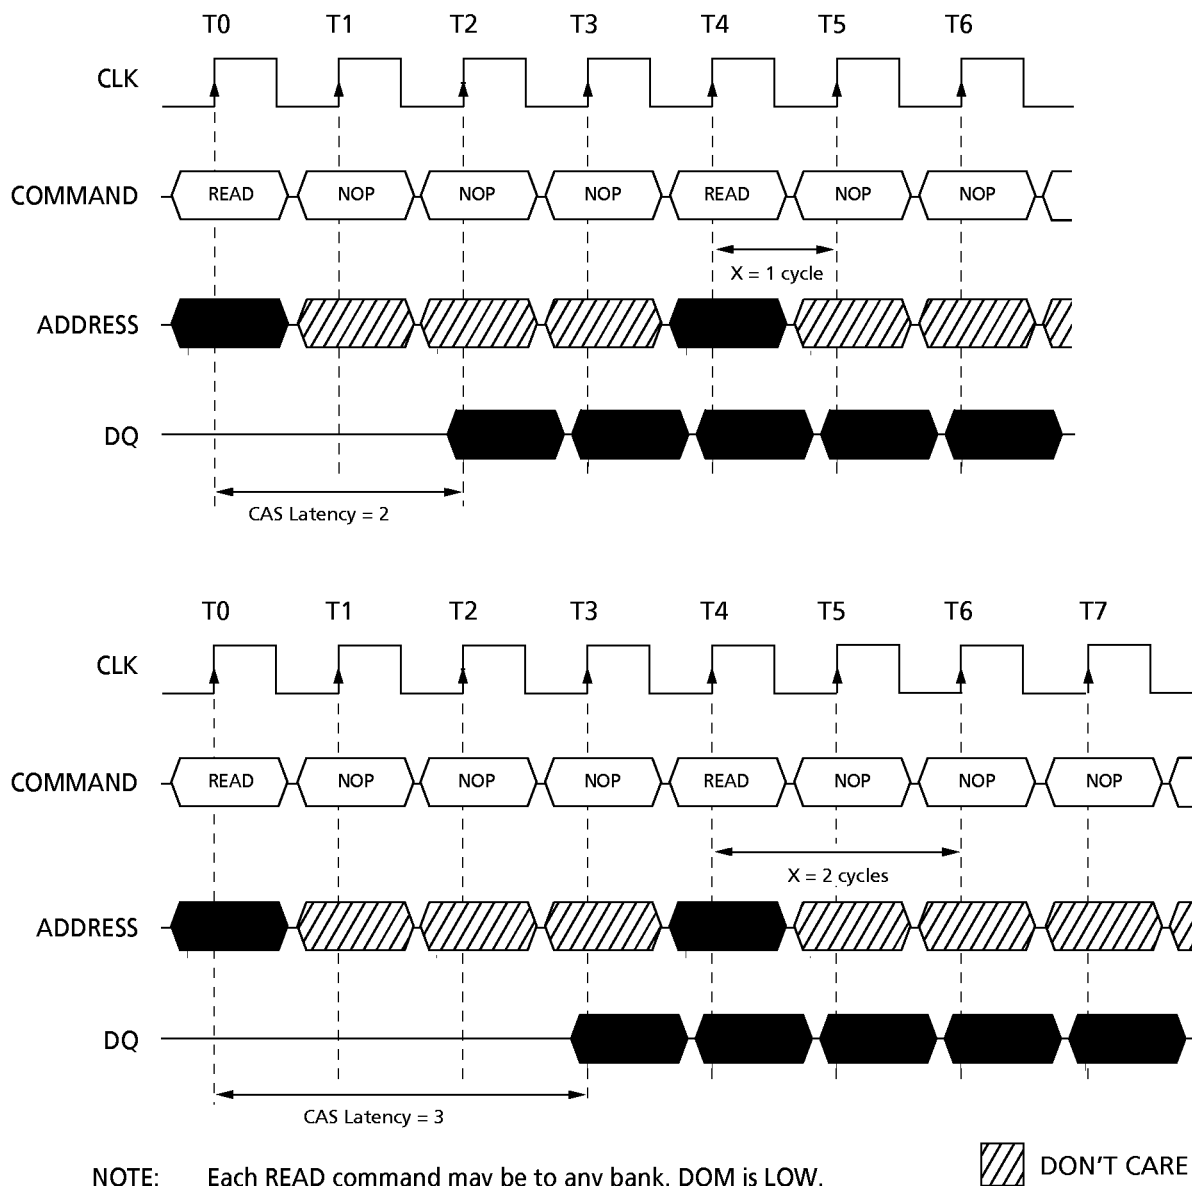 T0 T1 T2 T3 T4 T5 T6
CLK
COMMAND READ NOP NOP NOP READ NOP NOP
X = 1 cycle
ADDRESS
DQ
CAS Latency = 2
T0 T1 T2 T3 T4 T5 T6 T7
CLK
COMMAND READ NOP NOP NOP READ NOP NOP NOP
X = 2 cycles
ADDRESS
DQ
CAS Latency = 3
NOTE: Each READ command may be to any bank. DQM is LOW.
DON'T CARE